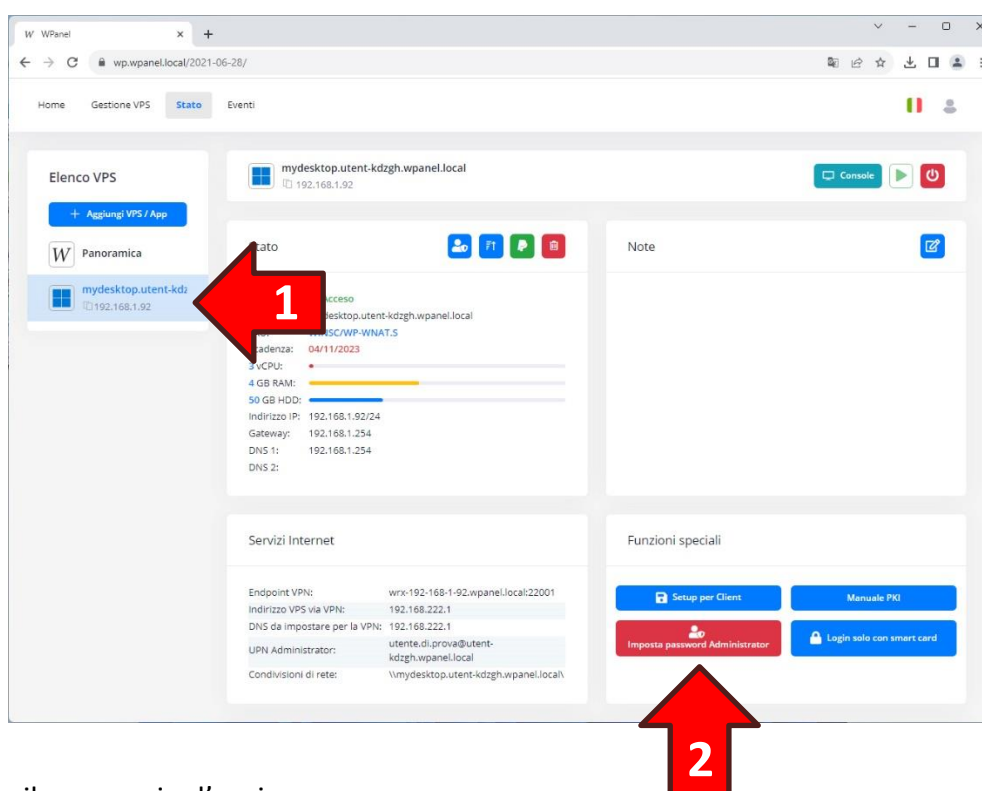 W WPanel
wp.wpanel.local/2021-06-28/
Home Gestione VPS Stato Eventi
Elenco VPS
+ Aggiungi VPS / App
W Panoramica
mydesktop.utent-kdz
192.168.1.92
mydesktop.utent-kdzgh.wpanel.local
192.168.1.92
Console
Stato
Acceso
desktop.utent-kdzgh.wpanel.local
/WP-WNAT.S
cadenza: 04/11/2023
3 vCPU:
4 GB RAM:
50 GB HDD:
Indirizzo IP: 192.168.1.92/24
Gateway: 192.168.1.254
DNS 1: 192.168.1.254
DNS 2:
Note
1
Servizi Internet
Endpoint VPN: wrx-192-168-1-92.wpanel.local:22001
Indirizzo VPS via VPN: 192.168.222.1
DNS da impostare per la VPN: 192.168.222.1
UPN Administrator: utente.di.prova@utent-
kdzgh.wpanel.local
Condivisioni di rete: \\mydesktop.utent-kdzgh.wpanel.local\
Funzioni speciali
Setup per Client
Manuale PKI
Imposta password Administrator
Login solo con smart card
2